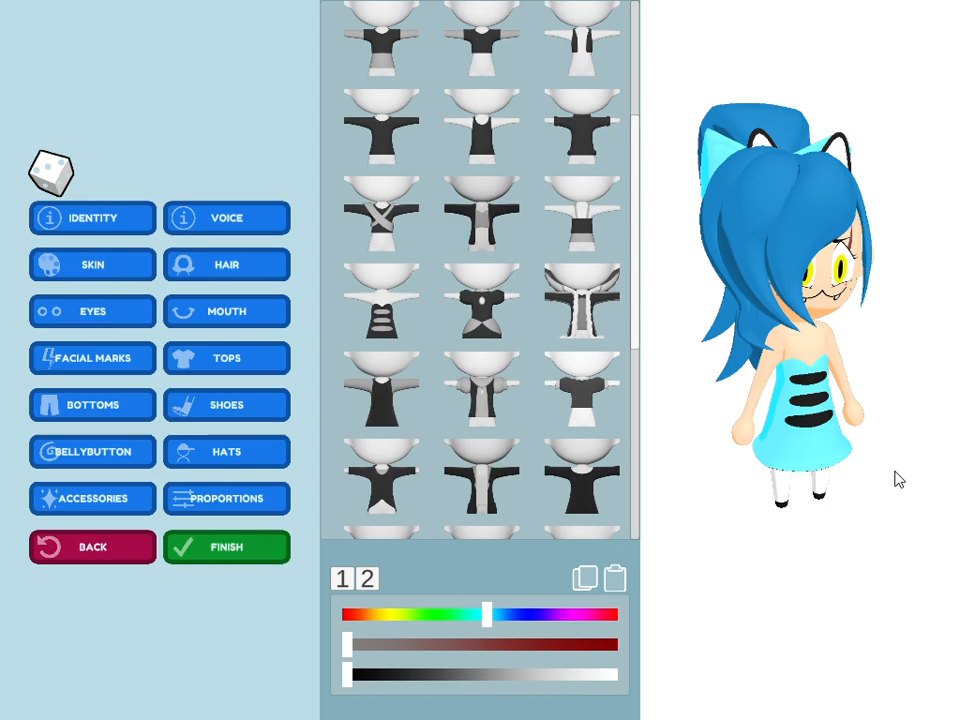 IDENTITY
VOICE
SKIN
HAIR
EYES
MOUTH
FACIAL MARKS
TOPS
BOTTOMS
SHOES
BELLYBUTTON
HATS
ACCESSORIES
PROPORTIONS
BACK
FINISH
1 2